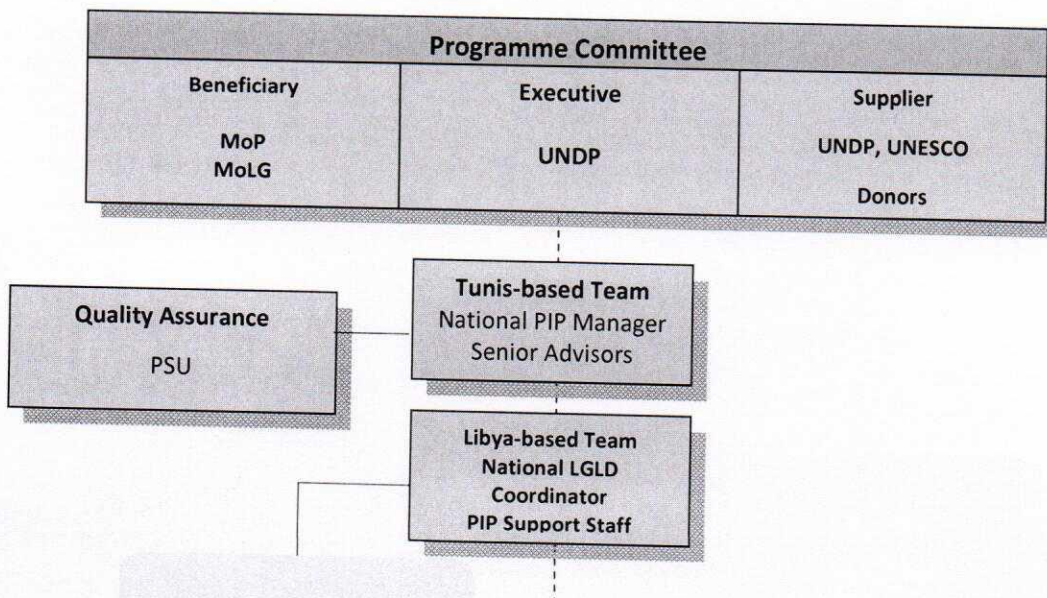 Programme Committee
Beneficiary
MoP
MoLG
Executive
UNDP
Supplier
UNDP, UNESCO
Donors
Quality Assurance
PSU
Tunis-based Team
National PIP Manager
Senior Advisors
Libya-based Team
National LGLD
Coordinator
PIP Support Staff